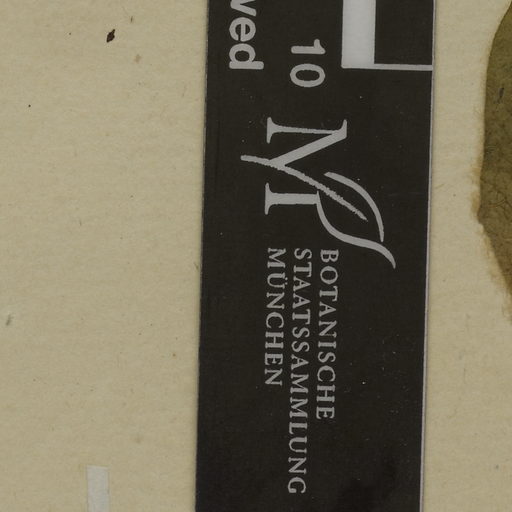 ved
10
BOTANISCHE
STAATSSAMMLUNG
MÜNCHEN